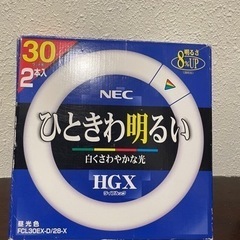 30
2本入
明るさ
8%UP
NEC
ひときわ明るい
白くさわやかな光
HGX
昼光色
FCL30EX-D/28-X